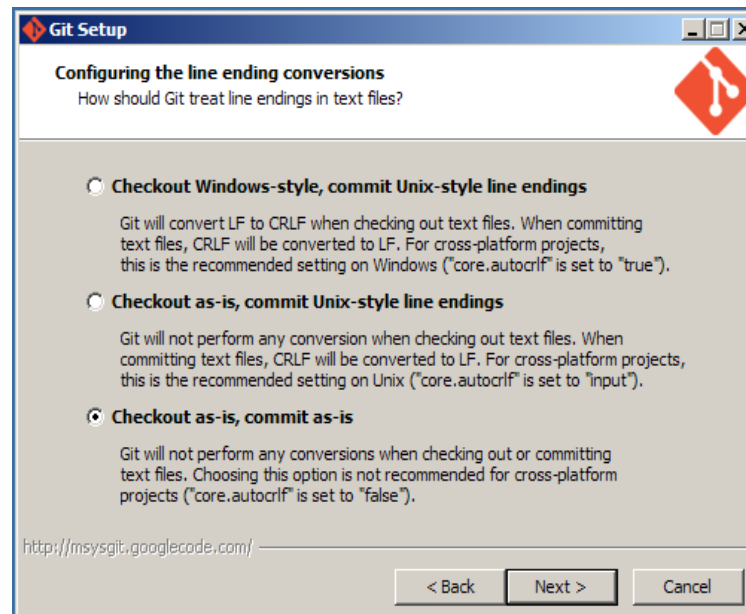 Git Setup
Configuring the line ending conversions
How should Git treat line endings in text files?
Checkout Windows-style, commit Unix-style line endings
Git will convert LF to CRLF when checking out text files. When committing
text files, CRLF will be converted to LF. For cross-platform projects,
this is the recommended setting on Windows ("core.autocrlf" is set to "true").
Checkout as-is, commit Unix-style line endings
Git will not perform any conversion when checking out text files. When
committing text files, CRLF will be converted to LF. For cross-platform projects,
this is the recommended setting on Unix ("core.autocrlf" is set to "input").
Checkout as-is, commit as-is
Git will not perform any conversions when checking out or committing
text files. Choosing this option is not recommended for cross-platform
projects ("core.autocrlf" is set to "false").
http://msysgit.googlecode.com/
< Back Next > Cancel